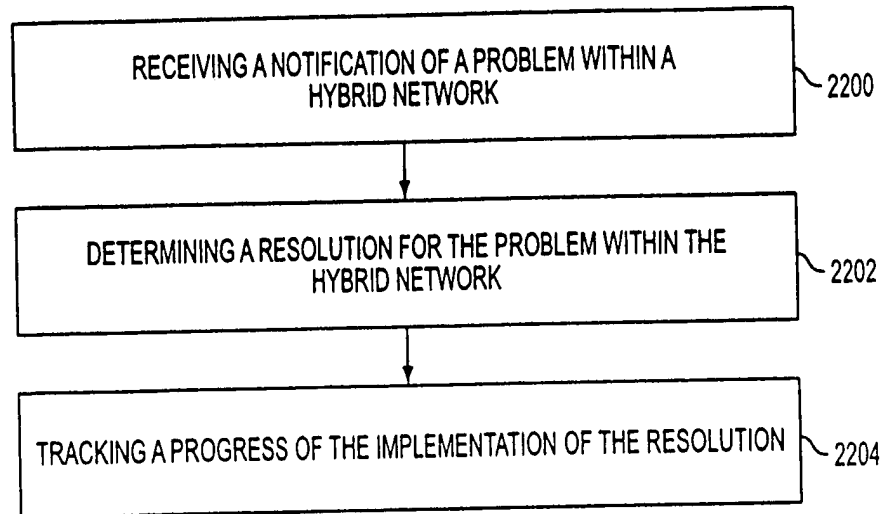 RECEIVING A NOTIFICATION OF A PROBLEM WITHIN A
HYBRID NETWORK
2200
DETERMINING A RESOLUTION FOR THE PROBLEM WITHIN THE
HYBRID NETWORK
2202
TRACKING A PROGRESS OF THE IMPLEMENTATION OF THE RESOLUTION
2204